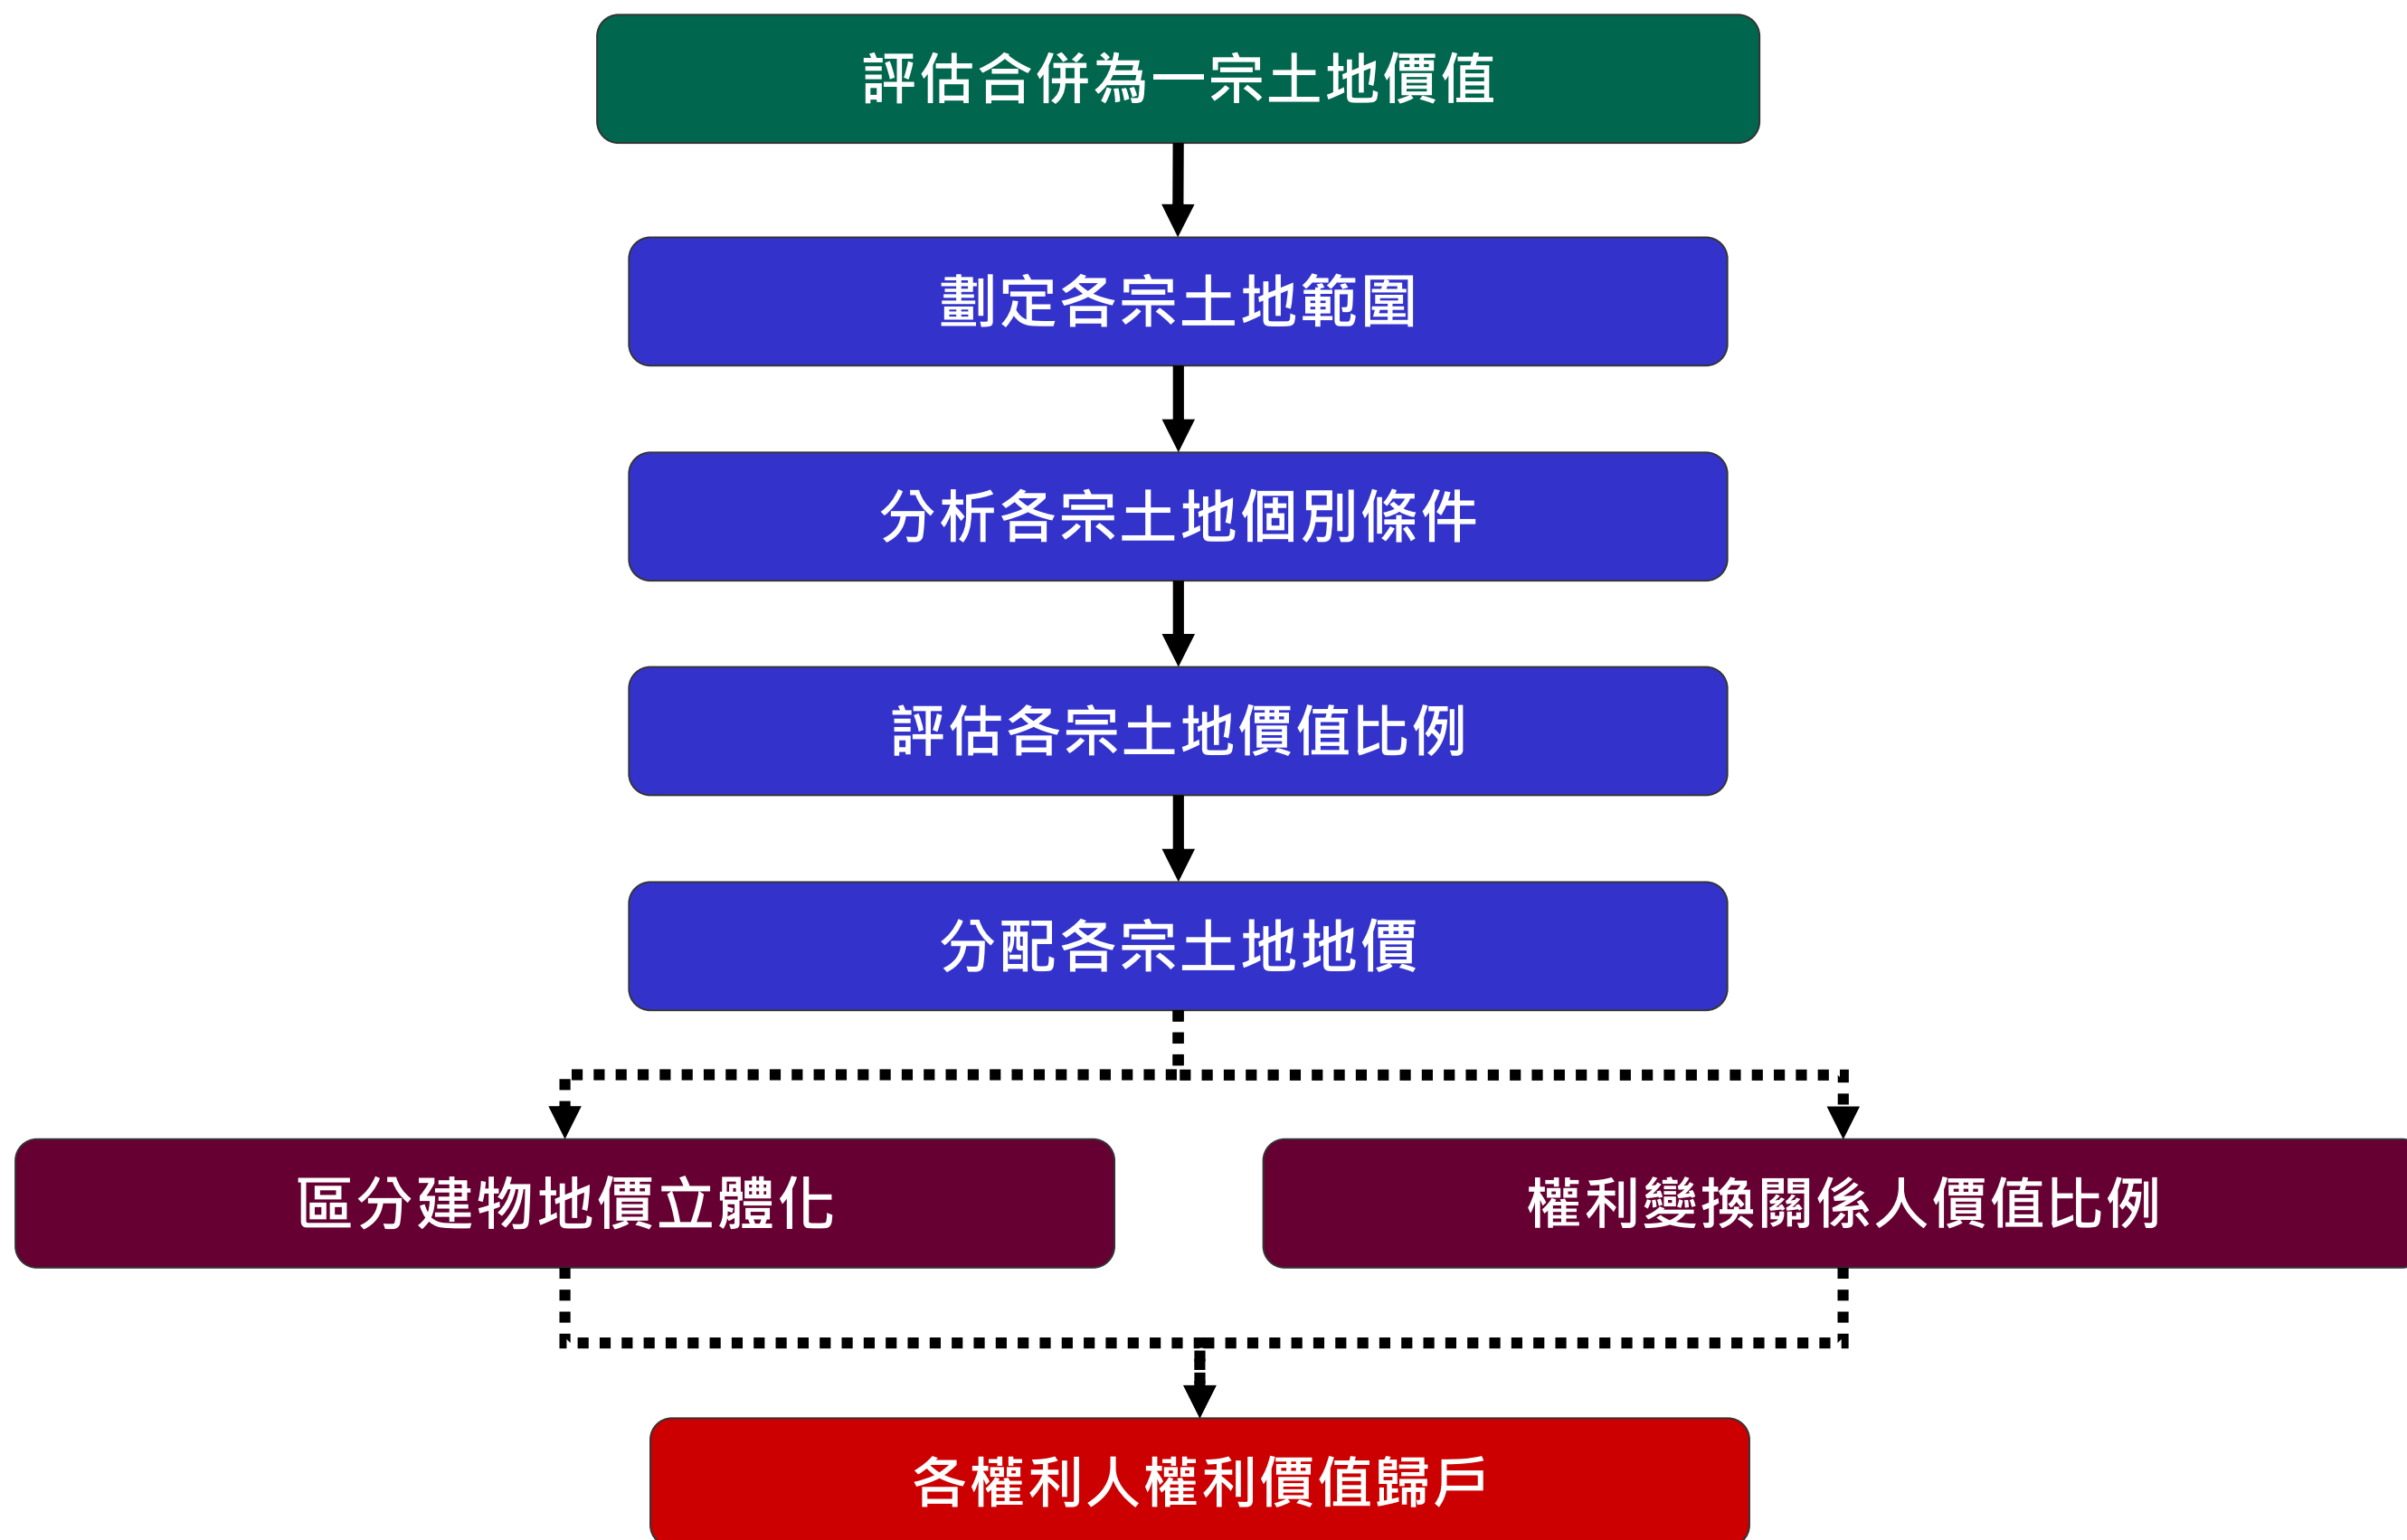 評估合併為一宗土地價值
劃定各宗土地範圍
分析各宗土地個別條件
評估各宗土地價值比例
分配各宗土地地價
區分建物地價立體化
權利變換關係人價值比例
各權利人權利價值歸戶